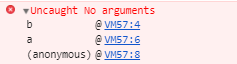 Uncaught No arguments
b @ VM57:4
a @ VM57:6
(anonymous) @ VM57:8